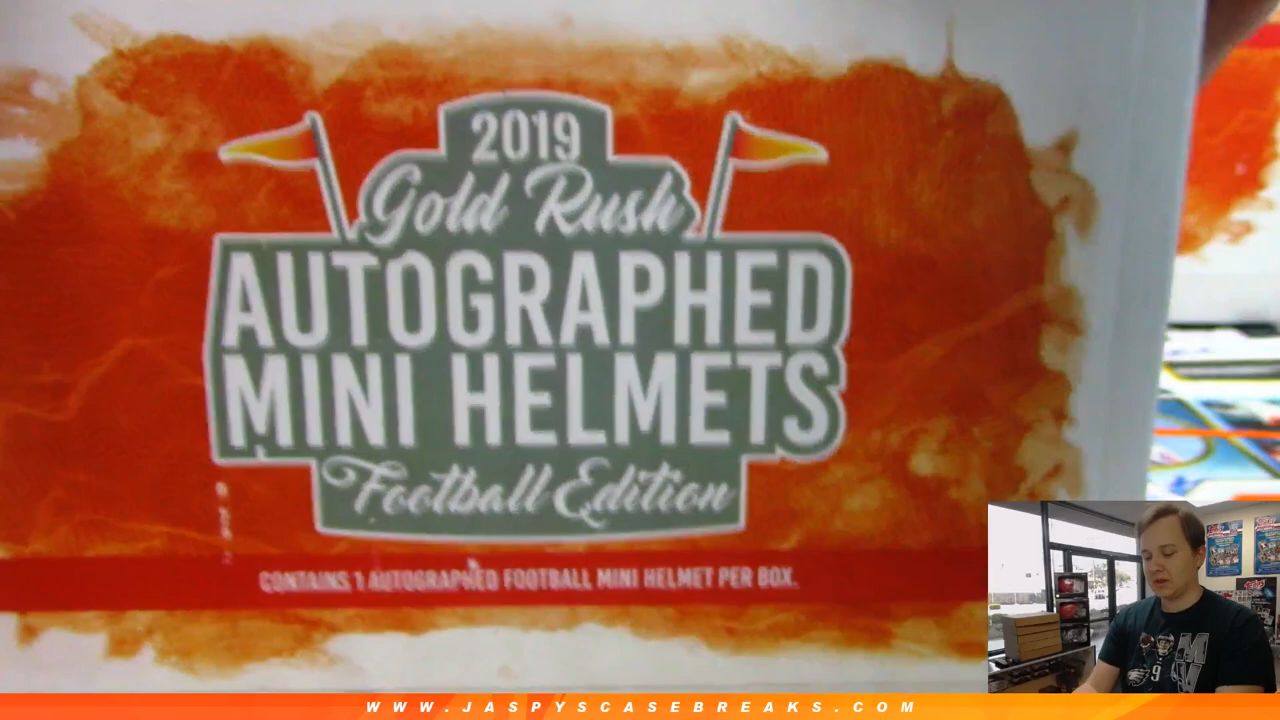 2019
Gold Rush
AUTOGRAPHED
MINI HELMETS
Football Edition
CONTAINS 1 AUTOGRAPHED FOOTBALL MINI HELMET PER BOX.
9
WWW.JASPYSCASEBREAKS.COM